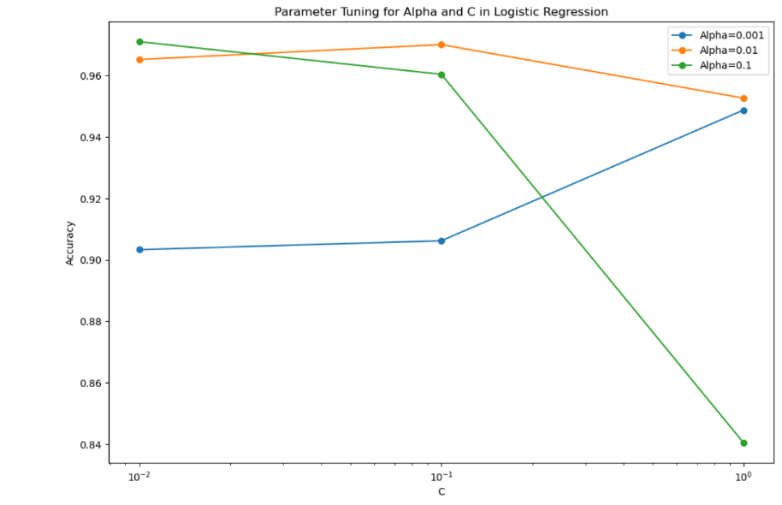 Parameter Tuning for Alpha and C in Logistic Regression
Alpha=0.001
Alpha=0.01
Alpha=0.1
0.96
0.94
0.92
0.90
0.88
0.86
0.84
Accuracy
10⁻²
10⁻¹
10⁰
C